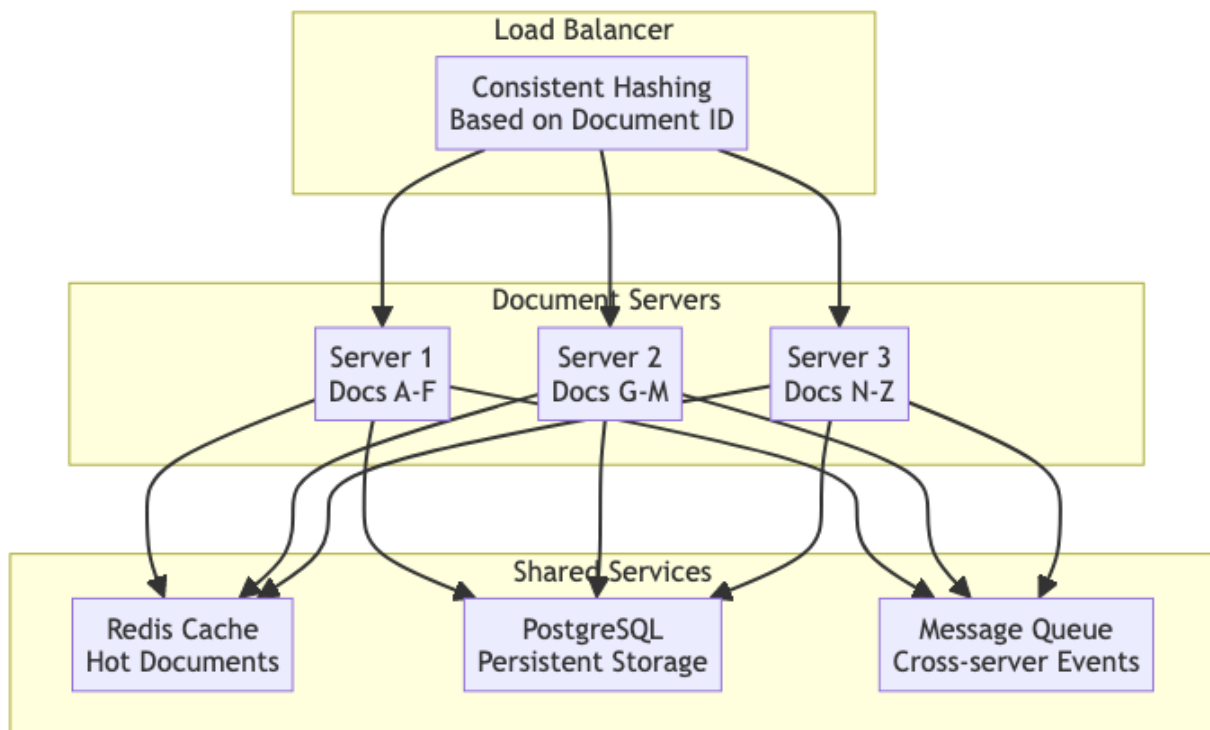 Load Balancer
Consistent Hashing
Based on Document ID
Document Servers
Server 1
Docs A-F
Server 2
Docs G-M
Server 3
Docs N-Z
Shared Services
Redis Cache
Hot Documents
PostgreSQL
Persistent Storage
Message Queue
Cross-server Events